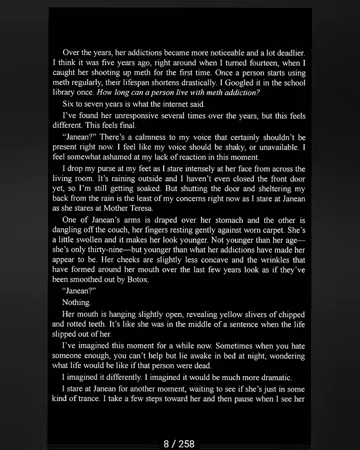 Over the years, her addictions became more noticeable and a lot deadlier.
I think it was five years ago, right around when I turned fourteen, when I
caught her shooting up meth for the first time. Once a person starts using
meth regularly, their lifespan shortens drastically. I Googled it in the school
library once. How long can a person live with meth addiction?
Six to seven years is what the internet said.
I've found her unresponsive several times over the years, but this feels
different. This feels final.
"Janean?" There's a calmness to my voice that certainly shouldn't be
present right now. I feel like my voice should be shaky, or unavailable. I
feel somewhat ashamed at my lack of reaction in this moment.
I drop my purse at my feet as I stare intensely at her face from across the
living room. It's raining outside and I haven't even closed the front door
yet, so I'm still getting soaked. But shutting the door and sheltering my
back from the rain is the least of my concerns right now as I stare at Janean
as she stares at Mother Teresa.
One of Janean's arms is draped over her stomach and the other is
dangling off the couch, her fingers resting gently against worn carpet. She's
a little swollen and it makes her look younger. Not younger than her age—
she's only thirty-nine—but younger than what her addictions have made her
appear to be. Her cheeks are slightly less concave and the wrinkles that
have formed around her mouth over the last few years look as if they've
been smoothed out by Botox.
"Janean?"
Nothing.
Her mouth is hanging slightly open, revealing yellow slivers of chipped
and rotted teeth. It's like she was in the middle of a sentence when the life
slipped out of her.
I've imagined this moment for a while now. Sometimes when you hate
someone enough, you can't help but lie awake in bed at night, wondering
what life would be like if that person were dead.
I imagined it differently. I imagined it would be much more dramatic.
I stare at Janean for another moment, waiting to see if she's just in some
kind of trance. I take a few steps toward her and then pause when I see her
8 / 258